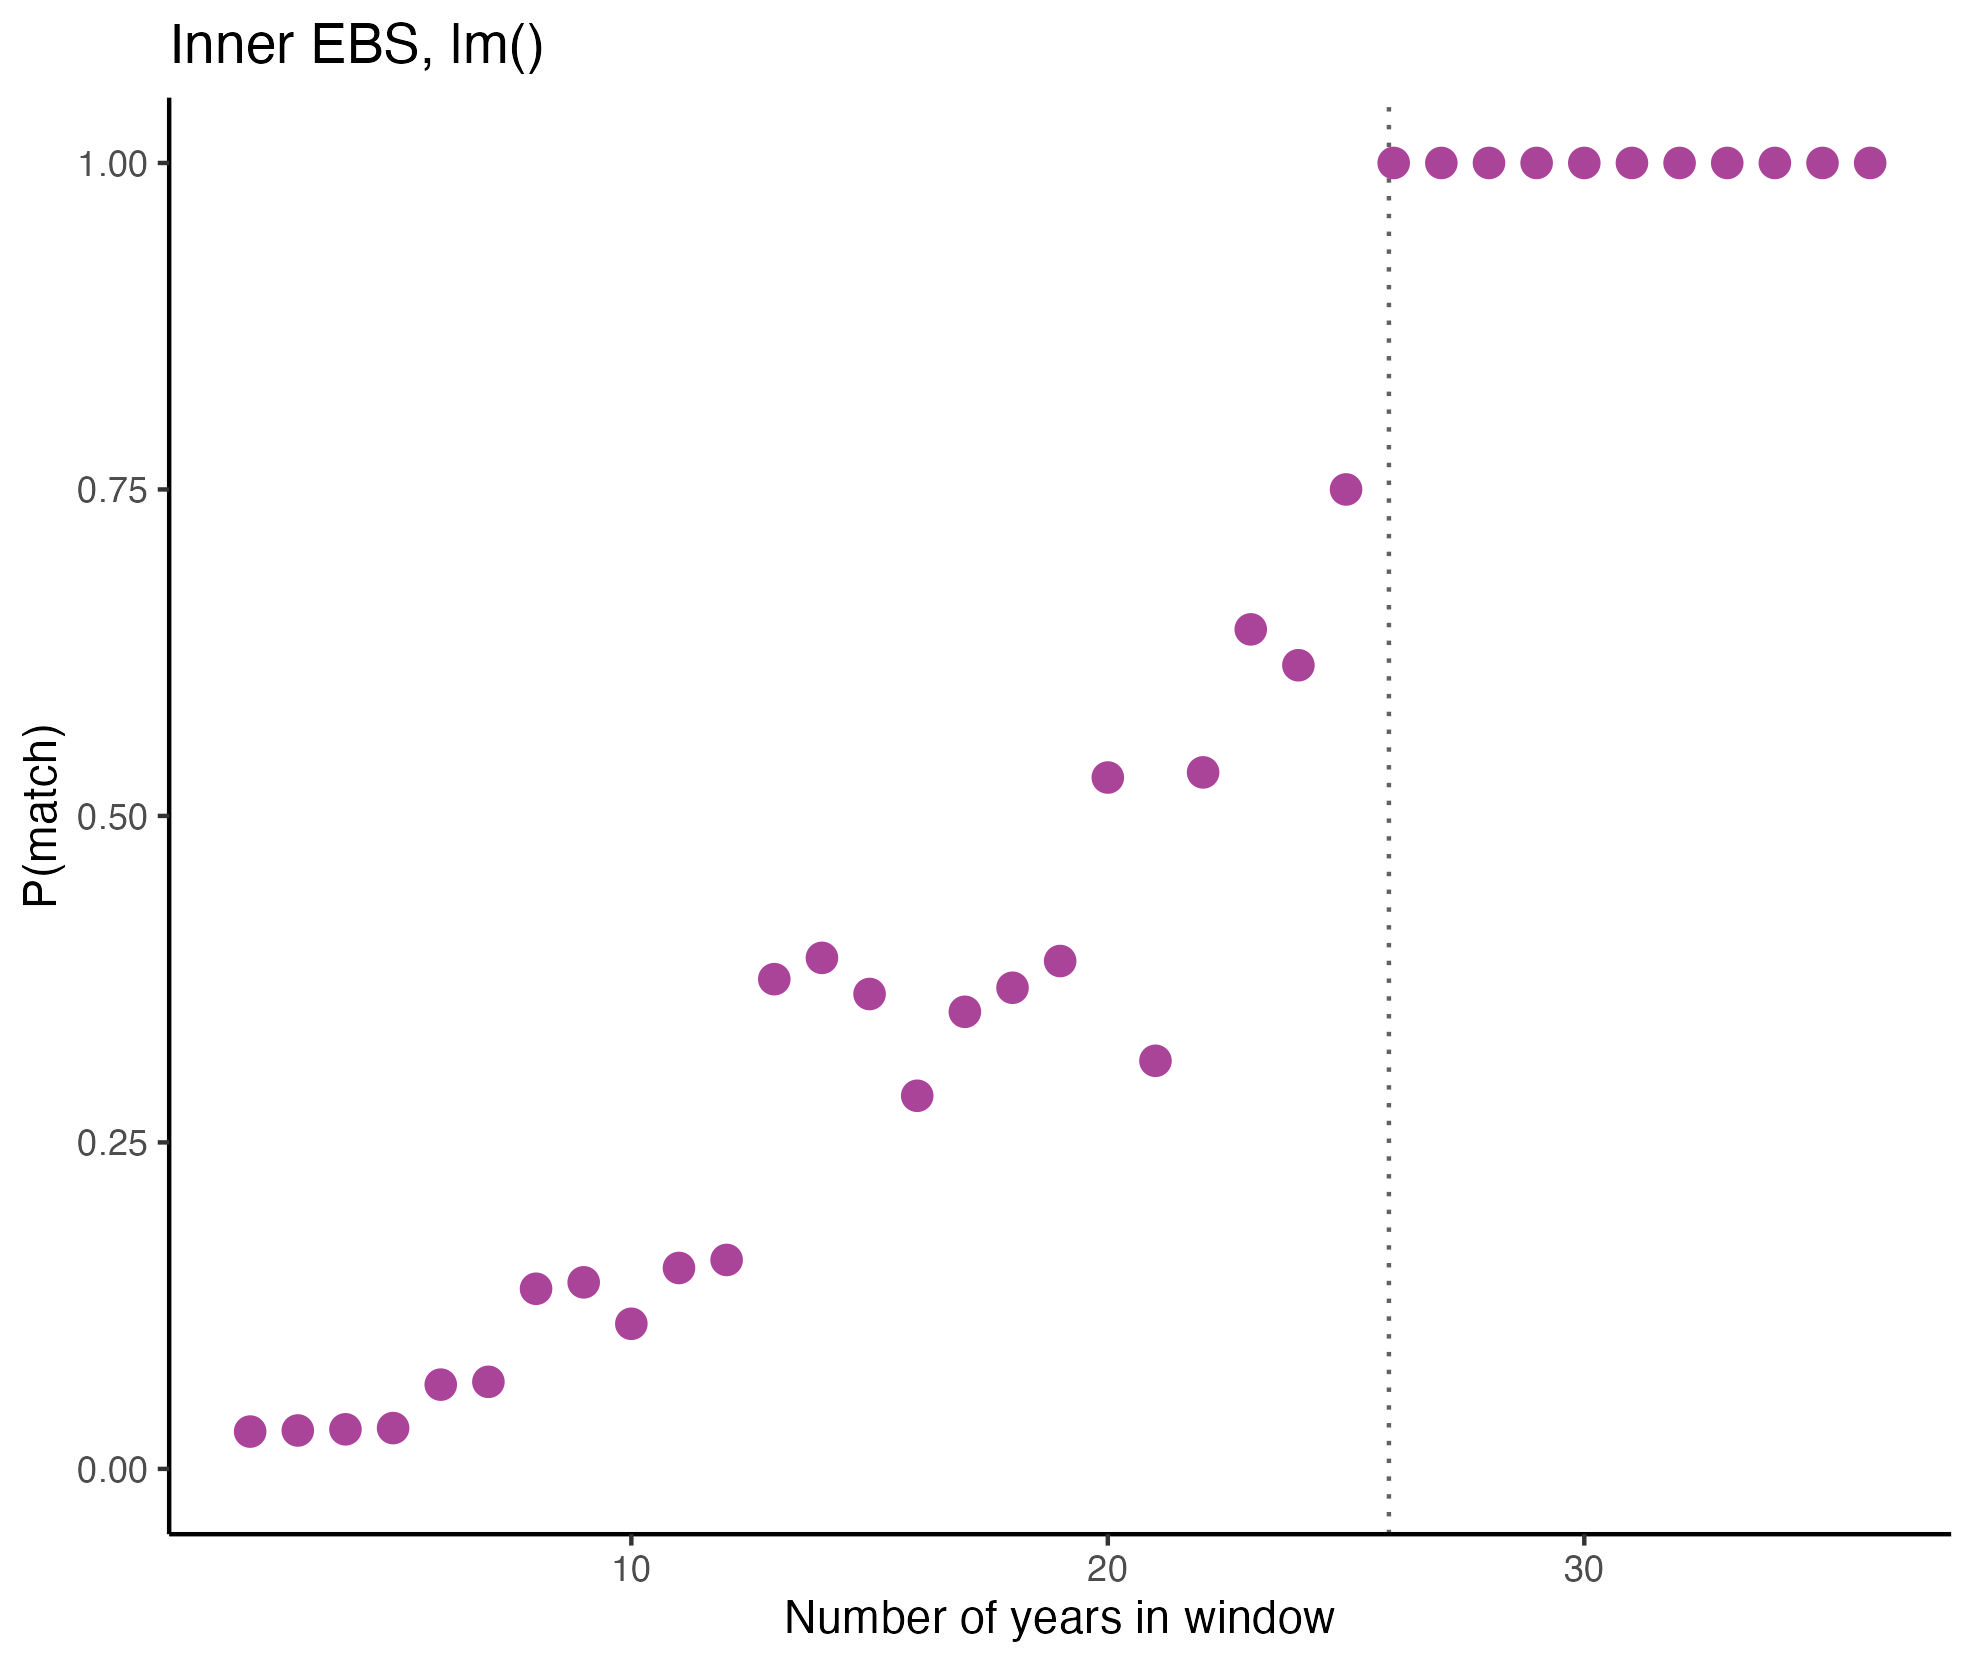 Inner EBS, lm()
1.00
0.75
0.50
0.25
0.00
P(match)
10 20 30
Number of years in window